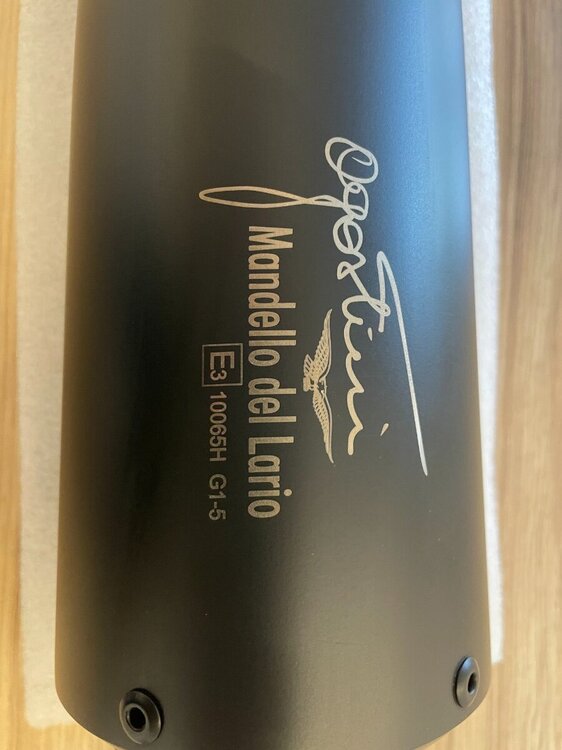 Agostini
Mandello del Lario
E3 10065H G1-5